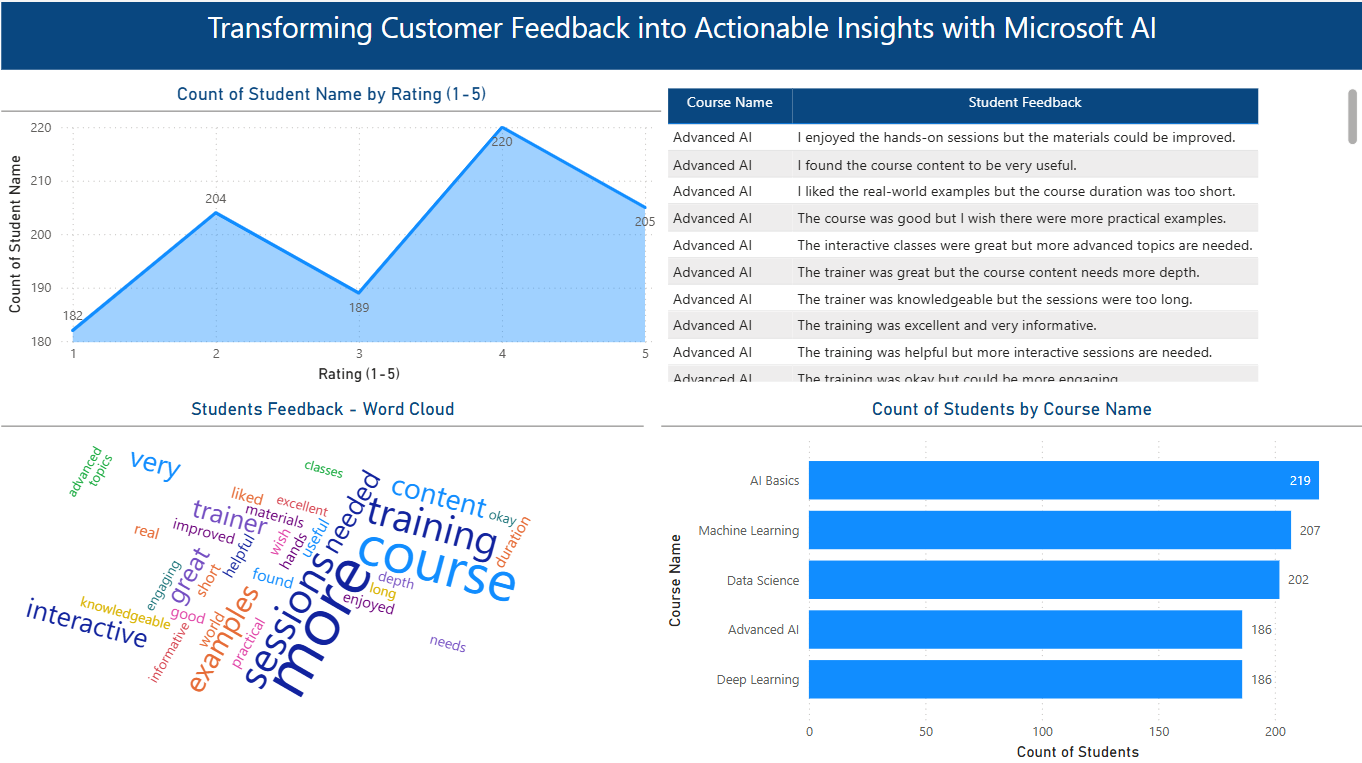 Transforming Customer Feedback into Actionable Insights with Microsoft AI
Count of Student Name by Rating (1-5)
Count of Student Name
220
210
200
190
180
182
204
189
220
205
1 2 3 4 5
Rating (1-5)
Course Name Student Feedback
Advanced AI I enjoyed the hands-on sessions but the materials could be improved.
Advanced AI I found the course content to be very useful.
Advanced AI I liked the real-world examples but the course duration was too short.
Advanced AI The course was good but I wish there were more practical examples.
Advanced AI The interactive classes were great but more advanced topics are needed.
Advanced AI The trainer was great but the course content needs more depth.
Advanced AI The trainer was knowledgeable but the sessions were too long.
Advanced AI The training was excellent and very informative.
Advanced AI The training was helpful but more interactive sessions are needed.
Advanced AI The training was okay but could be more engaging
Students Feedback - Word Cloud
advanced
topics
very
classes
liked
excellent
materials
trainer
improved
real
needed
content
okay
training
duration
useful
wish
hands
helpful
great
short
engaging
found
course
depth
long
enjoyed
more
sessions
knowledgeable
good
interactive
world
examples
practical
informative
needs
Count of Students by Course Name
Course Name
AI Basics 219
Machine Learning 207
Data Science 202
Advanced AI 186
Deep Learning 186
0 50 100 150 200
Count of Students